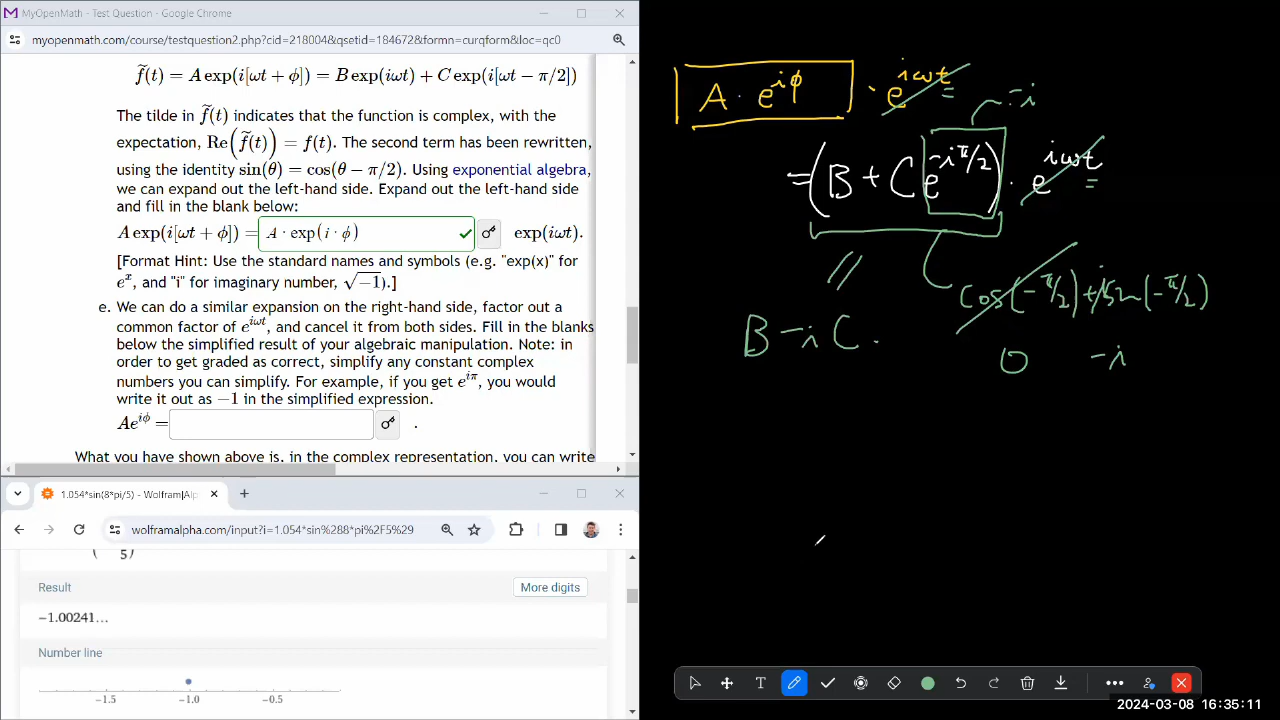 MyOpenMath - Test Question - Google Chrome
myopenmath.com/course/testquestion2.php?cid=218004&qsetid=184672&formn=curqform&loc=qc0
f̃(t) = A exp(i[ωt + ϕ]) = B exp(iωt) + C exp(i[ωt − π/2])
The tilde in f̃(t) indicates that the function is complex, with the
expectation, Re(f̃(t)) = f(t). The second term has been rewritten,
using the identity sin(θ) = cos(θ − π/2). Using exponential algebra,
we can expand out the left-hand side. Expand out the left-hand side
and fill in the blank below:
A exp(i[ωt + ϕ]) = A · exp(i · ϕ) exp(iωt).
[Format Hint: Use the standard names and symbols (e.g. "exp(x)" for
eˣ, and "i" for imaginary number, √−1).]
e. We can do a similar expansion on the right-hand side, factor out a
common factor of e^{iωt}, and cancel it from both sides. Fill in the blanks
below the simplified result of your algebraic manipulation. Note: in
order to get graded as correct, simplify any constant complex
numbers you can simplify. For example, if you get e^{iπ}, you would
write it out as −1 in the simplified expression.
Ae^{iϕ} = .
What you have shown above is, in the complex representation, you can write
1.054*sin(8*pi/5) - Wolfram|Alp
wolframalpha.com/input?i=1.054*sin%288*pi%2F5%29
( 5)
Result
More digits
−1.00241...
Number line
−1.5 −1.0 −0.5
A · e^{iϕ} · e^{iωt}
-i
= (B + C e^{-iπ/2}) · e^{iωt}
cos(-π/2) + i sin(-π/2)
B - i C.
0 -i
T
2024-03-08 16:35:11